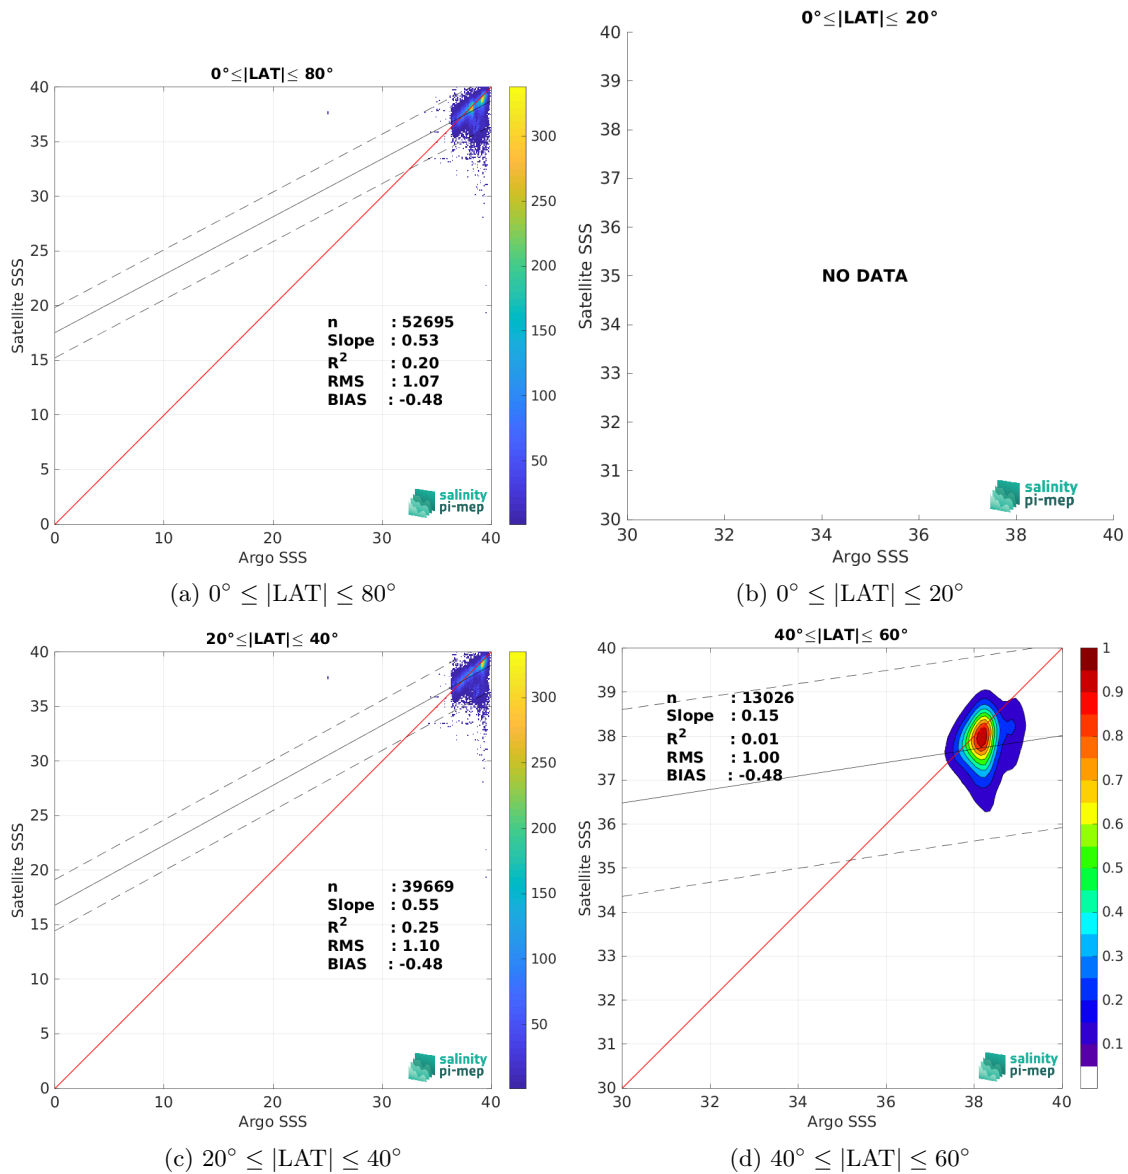 0°≤|LAT|≤ 80°
40
35
30
25
20
15
10
5
0
Satellite SSS
n : 52695
Slope : 0.53
R2 : 0.20
RMS : 1.07
BIAS : -0.48
salinity
pi-mep
0 10 20 30 40
Argo SSS
300
250
200
150
100
50
(a) 0° ≤ |LAT| ≤ 80°
0°≤|LAT|≤ 20°
40
39
38
37
36
35
34
33
32
31
30
Satellite SSS
NO DATA
salinity
pi-mep
30 32 34 36 38 40
Argo SSS
(b) 0° ≤ |LAT| ≤ 20°
20°≤|LAT|≤ 40°
40
35
30
25
20
15
10
5
0
Satellite SSS
n : 39669
Slope : 0.55
R2 : 0.25
RMS : 1.10
BIAS : -0.48
salinity
pi-mep
0 10 20 30 40
Argo SSS
300
250
200
150
100
50
(c) 20° ≤ |LAT| ≤ 40°
40°≤|LAT|≤ 60°
40
39
38
37
36
35
34
33
32
31
30
Satellite SSS
n : 13026
Slope : 0.15
R2 : 0.01
RMS : 1.00
BIAS : -0.48
salinity
pi-mep
30 32 34 36 38 40
Argo SSS
1
0.9
0.8
0.7
0.6
0.5
0.4
0.3
0.2
0.1
(d) 40° ≤ |LAT| ≤ 60°